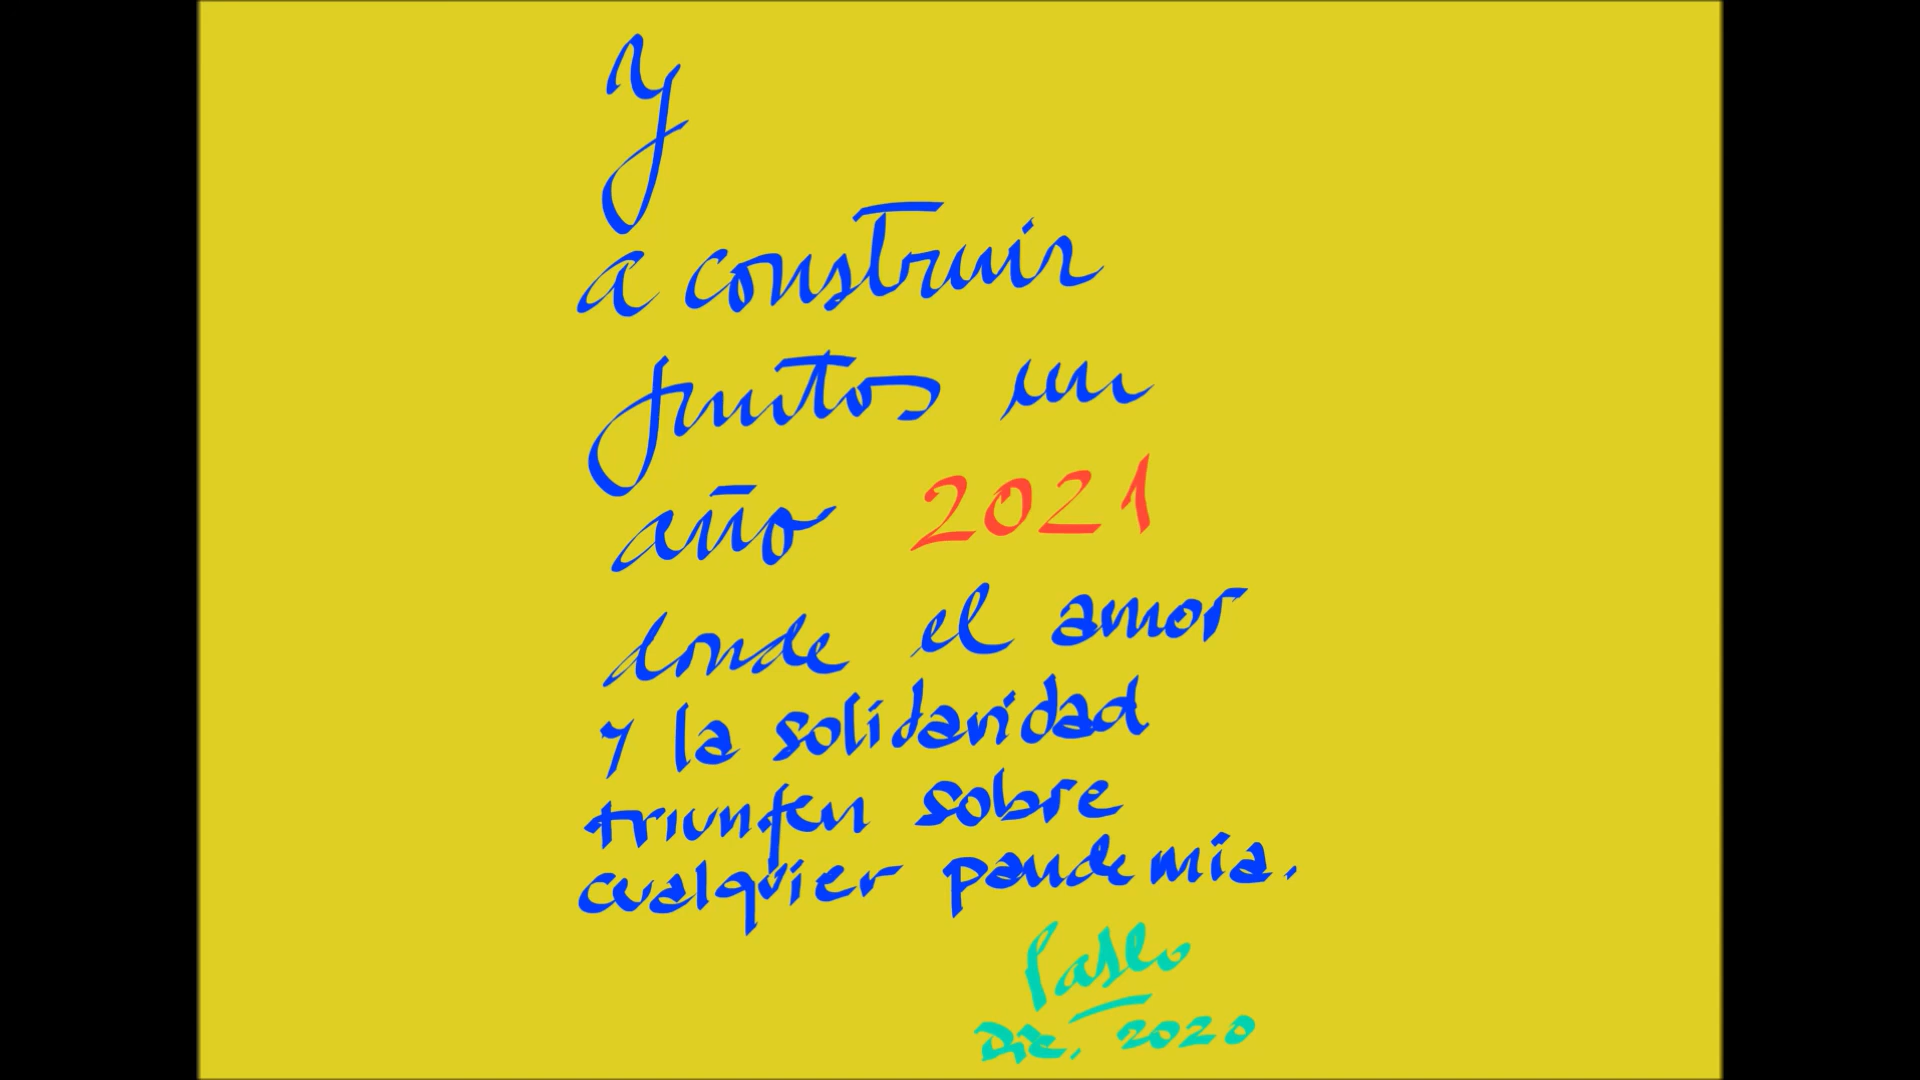 y
a construir
juntos un
año 2021
donde el amor
y la solidaridad
triunfen sobre
cualquier pandemia.
Pablo
Dic. 2020